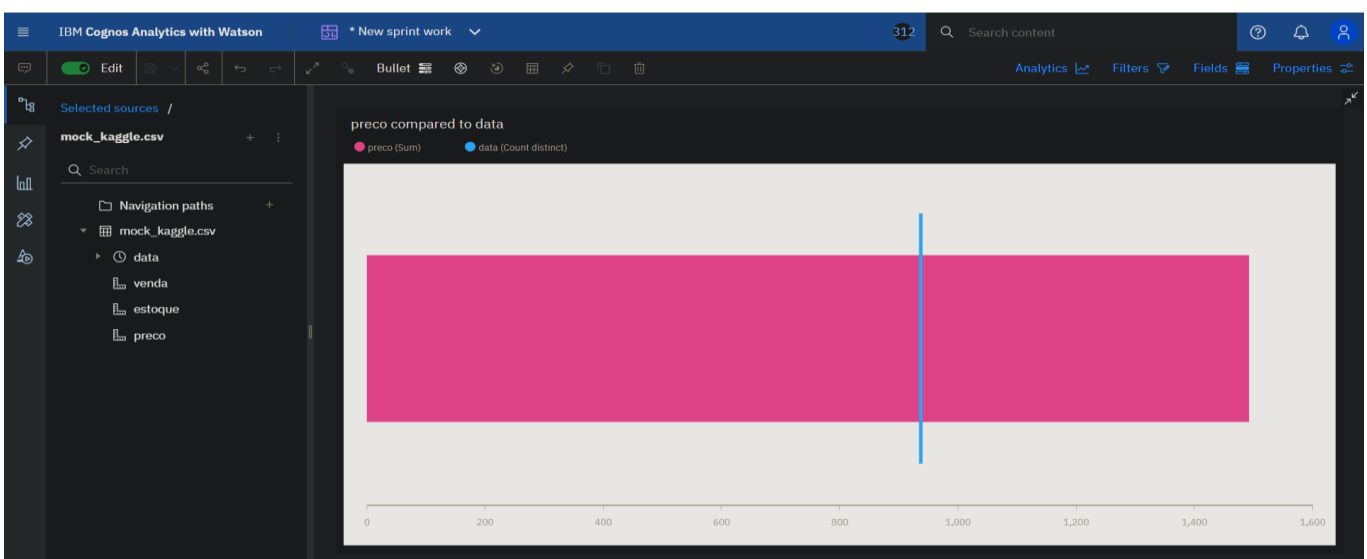 IBM Cognos Analytics with Watson
* New sprint work
312
Search content
Edit
Bullet
Analytics
Filters
Fields
Properties
Selected sources /
mock_kaggle.csv
Search
Navigation paths
mock_kaggle.csv
data
venda
estoque
preco
preco compared to data
preco (Sum) data (Count distinct)
0 200 400 600 800 1,000 1,200 1,400 1,600